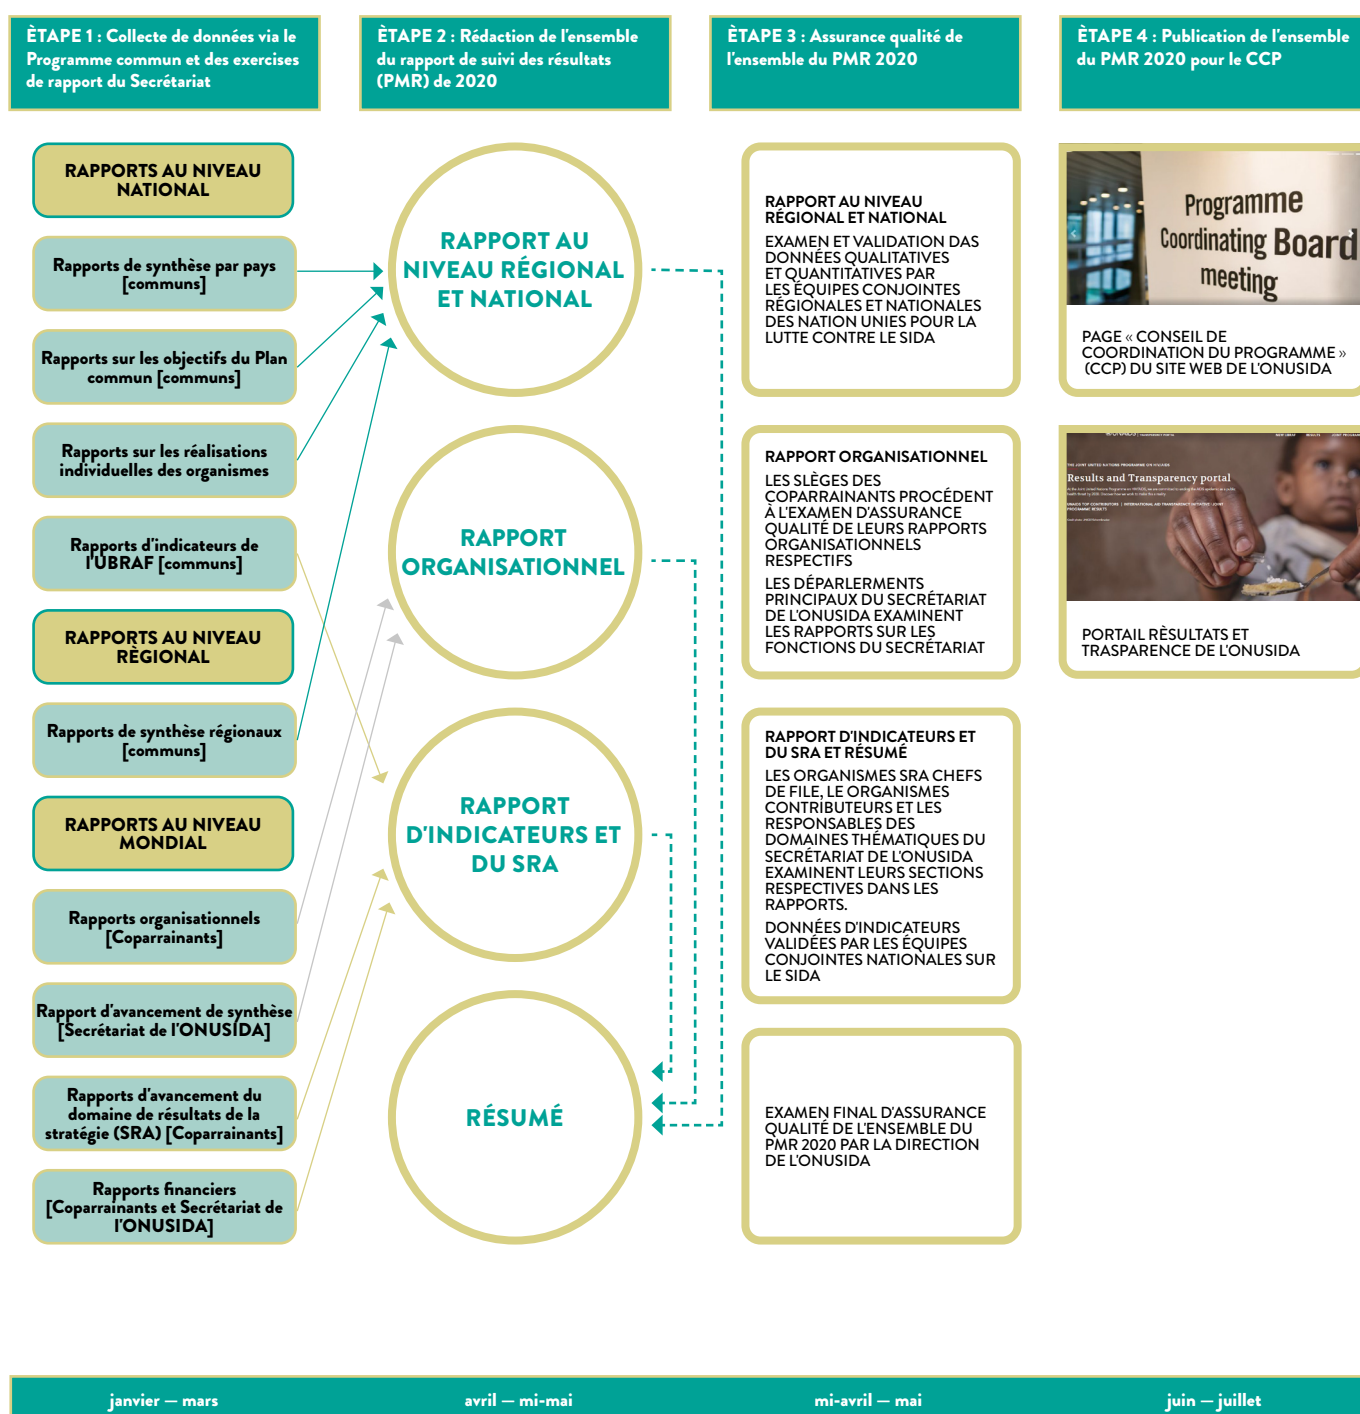 ÈTAPE 1 : Collecte de données via le
Programme commun et des exercises
de rapport du Secrétariat
ÈTAPE 2 : Rédaction de l'ensemble
du rapport de suivi des résultats
(PMR) de 2020
ÈTAPE 3 : Assurance qualité de
l'ensemble du PMR 2020
ÈTAPE 4 : Publication de l'ensemble
du PMR 2020 pour le CCP
RAPPORTS AU NIVEAU
NATIONAL
Rapports de synthèse par pays
[communs]
Rapports sur les objectifs du Plan
commun [communs]
Rapports sur les réalisations
individuelles des organismes
Rapports d'indicateurs de
l'UBRAF [communs]
RAPPORTS AU NIVEAU
RÈGIONAL
Rapports de synthèse régionaux
[communs]
RAPPORTS AU NIVEAU
MONDIAL
Rapports organisationnels
[Coparrainants]
Rapport d'avancement de synthèse
[Secrétariat de l'ONUSIDA]
Rapports d'avancement du
domaine de résultats de la
stratégie (SRA) [Coparrainants]
Rapports financiers
[Coparrainants et Secrétariat de
l'ONUSIDA]
RAPPORT AU
NIVEAU RÉGIONAL
ET NATIONAL
RAPPORT
ORGANISATIONNEL
RAPPORT
D'INDICATEURS ET
DU SRA
RÉSUMÉ
RAPPORT AU NIVEAU
RÉGIONAL ET NATIONAL
EXAMEN ET VALIDATION DAS
DONNÉES QUALITATIVES
ET QUANTITATIVES PAR
LES ÉQUIPES CONJOINTES
RÉGIONALES ET NATIONALES
DES NATION UNIES POUR LA
LUTTE CONTRE LE SIDA
RAPPORT ORGANISATIONNEL
LES SLÈGES DES
COPARRAINANTS PROCÉDENT
À L'EXAMEN D'ASSURANCE
QUALITÉ DE LEURS RAPPORTS
ORGANISATIONNELS
RESPECTIFS
LES DÉPARLERMENTS
PRINCIPAUX DU SECRÉTARIAT
DE L'ONUSIDA EXAMINENT
LES RAPPORTS SUR LES
FONCTIONS DU SECRÉTARIAT
RAPPORT D'INDICATEURS ET
DU SRA ET RÉSUMÉ
LES ORGANISMES SRA CHEFS
DE FILE, LE ORGANISMES
CONTRIBUTEURS ET LES
RESPONSABLES DES
DOMAINES THÉMATIQUES DU
SECRÉTARIAT DE L'ONUSIDA
EXAMINENT LEURS SECTIONS
RESPECTIVES DANS LES
RAPPORTS.
DONNÉES D'INDICATEURS
VALIDÉES PAR LES ÉQUIPES
CONJOINTES NATIONALES SUR
LE SIDA
EXAMEN FINAL D'ASSURANCE
QUALITÉ DE L'ENSEMBLE DU
PMR 2020 PAR LA DIRECTION
DE L'ONUSIDA
Programme
Coordinating Board
meeting
PAGE « CONSEIL DE
COORDINATION DU PROGRAMME »
(CCP) DU SITE WEB DE L'ONUSIDA
THE JOINT UNITED NATIONS PROGRAMME ON HIV/AIDS
Results and Transparency portal
PORTAIL RÈSULTATS ET
TRASPARENCE DE L'ONUSIDA
janvier — mars
avril — mi-mai
mi-avril — mai
juin — juillet